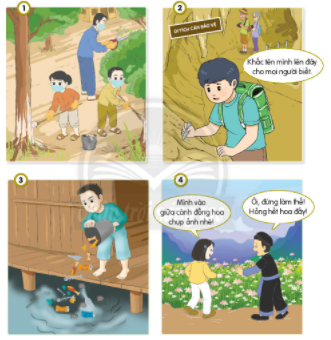 1
2
DI TÍCH CẦN BẢO VỆ
Khắc tên mình lên đây
cho mọi người biết.
3
4
Mình vào
giữa cánh đồng hoa
chụp ảnh nhé!
Ôi, đừng làm thế!
Hỏng hết hoa đấy!